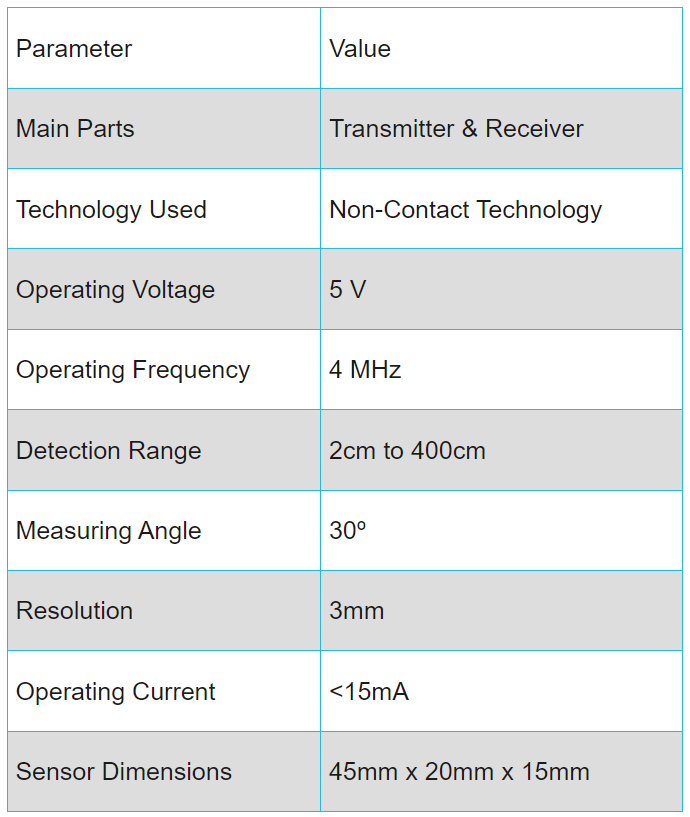 Parameter Value
Main Parts Transmitter & Receiver
Technology Used Non-Contact Technology
Operating Voltage 5 V
Operating Frequency 4 MHz
Detection Range 2cm to 400cm
Measuring Angle 30º
Resolution 3mm
Operating Current <15mA
Sensor Dimensions 45mm x 20mm x 15mm